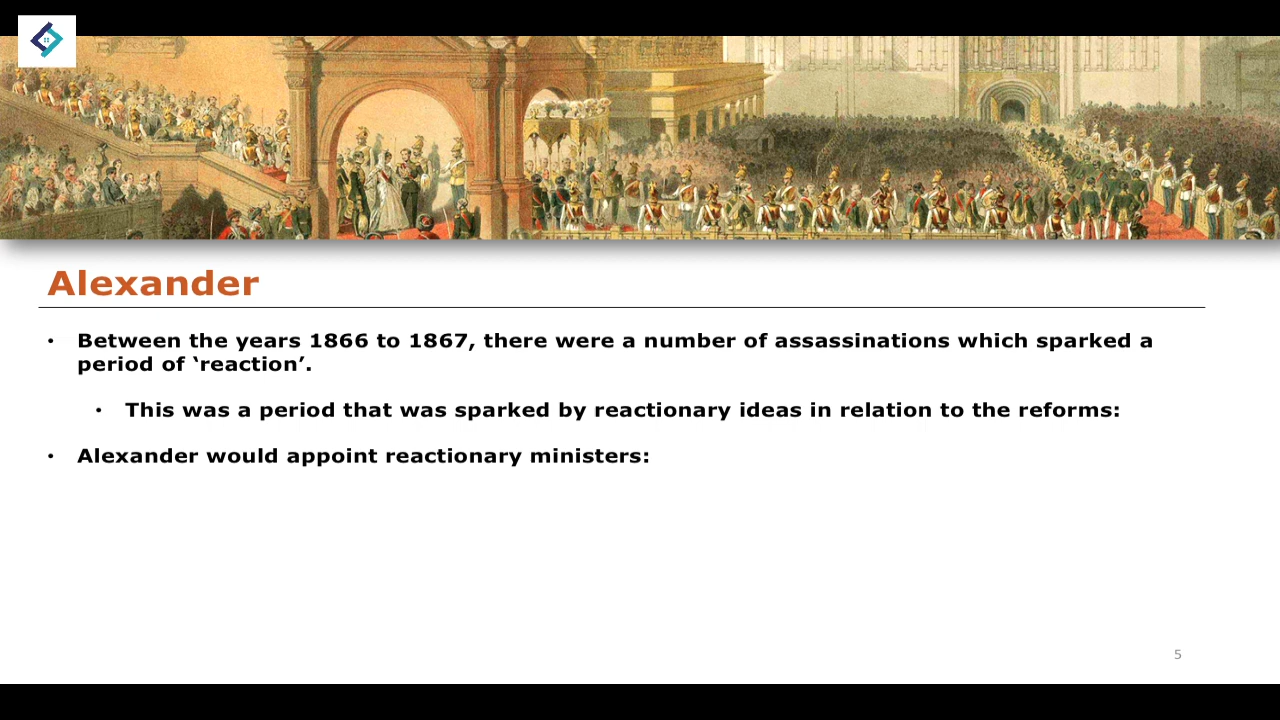 Alexander
• Between the years 1866 to 1867, there were a number of assassinations which sparked a
period of ‘reaction’.
• This was a period that was sparked by reactionary ideas in relation to the reforms:
• Alexander would appoint reactionary ministers:
5